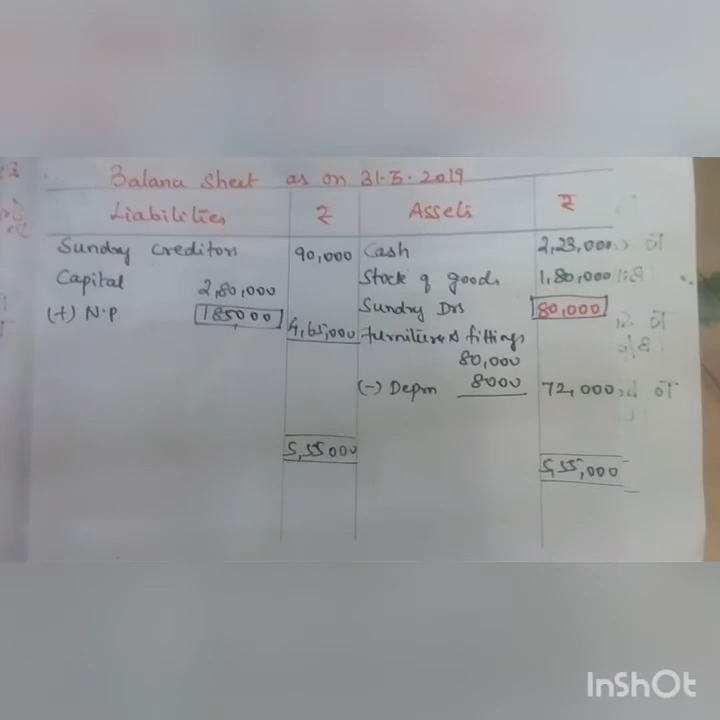 Balance Sheet as on 31.3.2019
Liabilities ₹ Assets ₹
Sundry creditors 90,000 Cash 2,23,000
Capital 2,80,000 Stock of goods 1,80,000
(+) N.P 185000 4,65,000 Sundry Drs 80,000
furniture & fittings
80,000
(-) Depn 8000 72,000
5,55000 5,55,000
InShOt